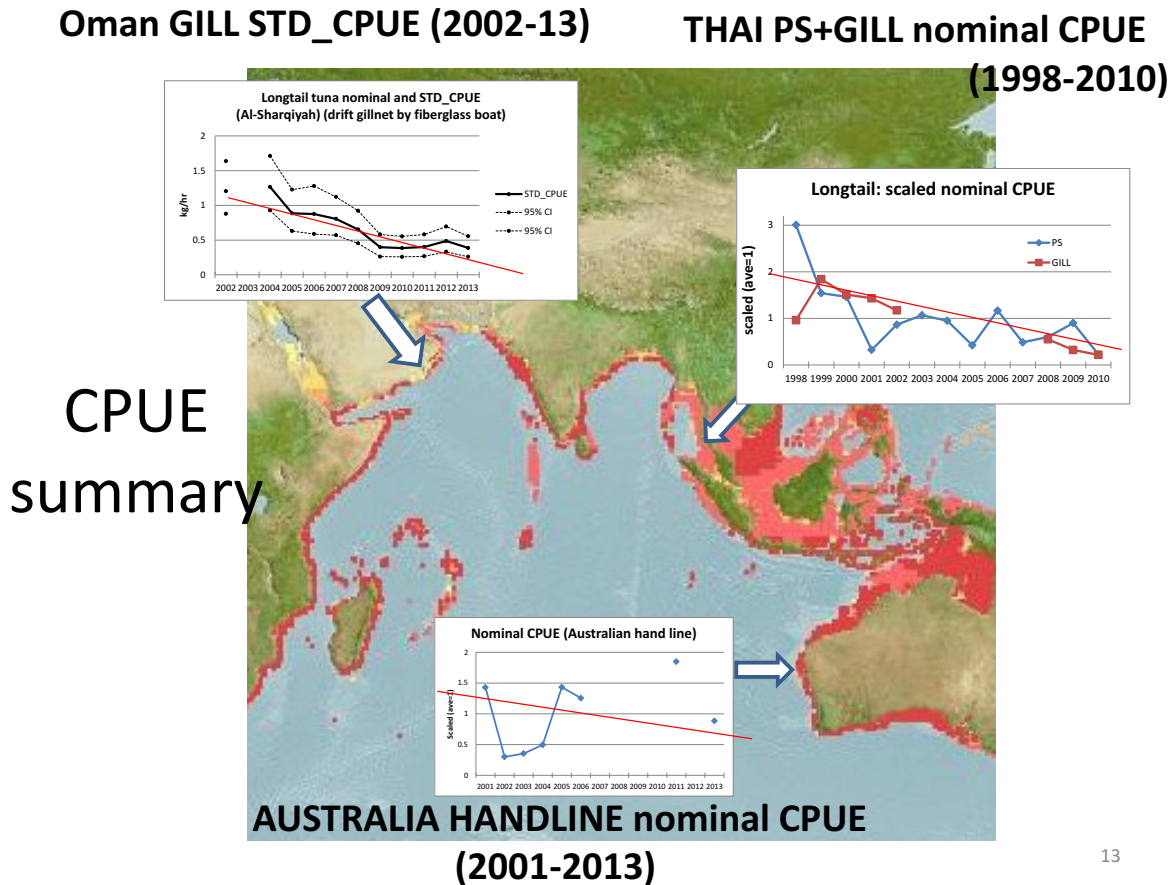 Oman GILL STD_CPUE (2002-13)
THAI PS+GILL nominal CPUE
(1998-2010)
Longtail tuna nominal and STD_CPUE
(Al-Sharqiyah) (drift gillnet by fiberglass boat)
2
1.5
1
0.5
0
kg/hr
2002 2003 2004 2005 2006 2007 2008 2009 2010 2011 2012 2013
STD_CPUE
95% CI
95% CI
Longtail: scaled nominal CPUE
3
2
1
0
scaled (ave=1)
PS
GILL
1998 1999 2000 2001 2002 2003 2004 2005 2006 2007 2008 2009 2010
CPUE
summary
Nominal CPUE (Australian hand line)
2
1.5
1
0.5
0
Scaled (ave=1)
2001 2002 2003 2004 2005 2006 2007 2008 2009 2010 2011 2012 2013
AUSTRALIA HANDLINE nominal CPUE
(2001-2013)
13